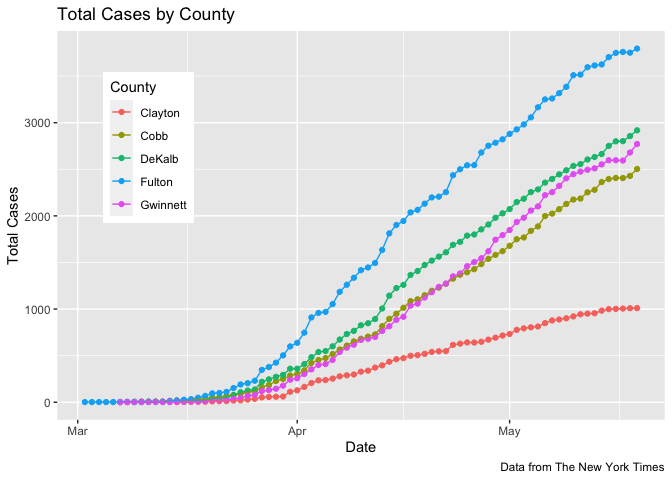 Total Cases by County
County
Clayton
Cobb
DeKalb
Fulton
Gwinnett
Total Cases
3000
2000
1000
0
Mar
Apr
May
Date
Data from The New York Times